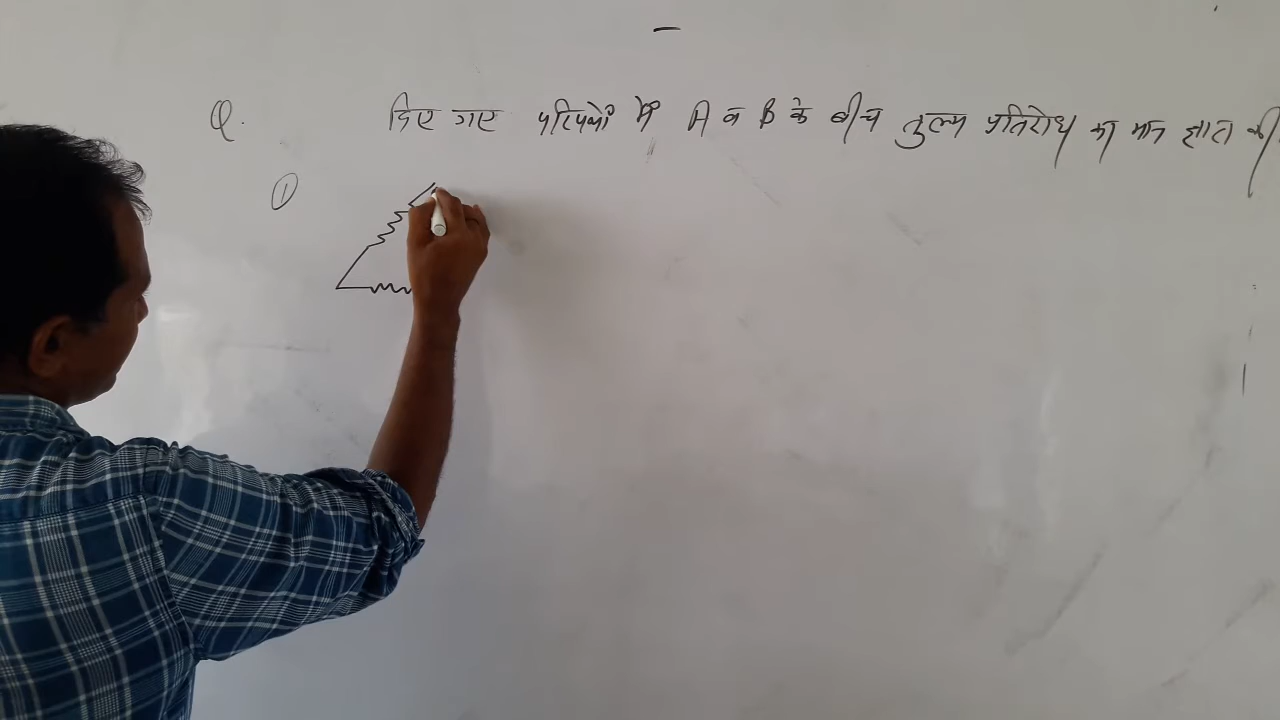 Q. दिए गए परिपथों में A व B के बीच तुल्य प्रतिरोध का मान ज्ञात की
①